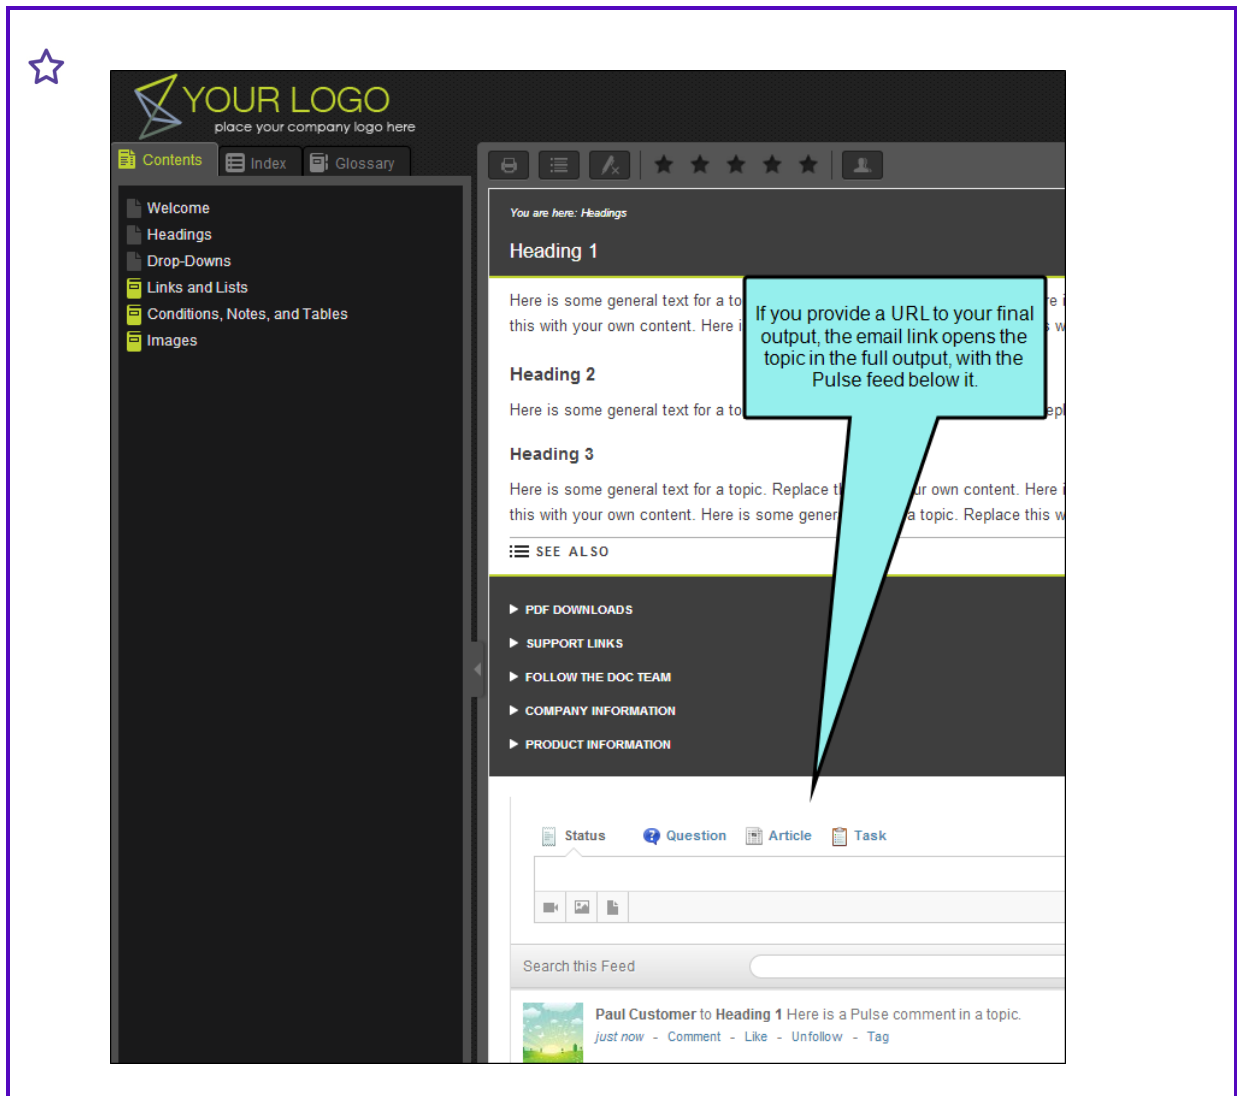 YOUR LOGO
place your company logo here
Contents
Index
Glossary
Welcome
Headings
Drop-Downs
Links and Lists
Conditions, Notes, and Tables
Images
You are here: Headings
Heading 1
Here is some general text for a to
this with your own content. Here i
If you provide a URL to your final
output, the email link opens the
topic in the full output, with the
Pulse feed below it.
Heading 2
Here is some general text for a to
Heading 3
Here is some general text for a topic. Replace t ur own content. Here i
this with your own content. Here is some gener a topic. Replace this w
SEE ALSO
PDF DOWNLOADS
SUPPORT LINKS
FOLLOW THE DOC TEAM
COMPANY INFORMATION
PRODUCT INFORMATION
Status
Question
Article
Task
Search this Feed
Paul Customer to Heading 1 Here is a Pulse comment in a topic.
just now - Comment - Like - Unfollow - Tag